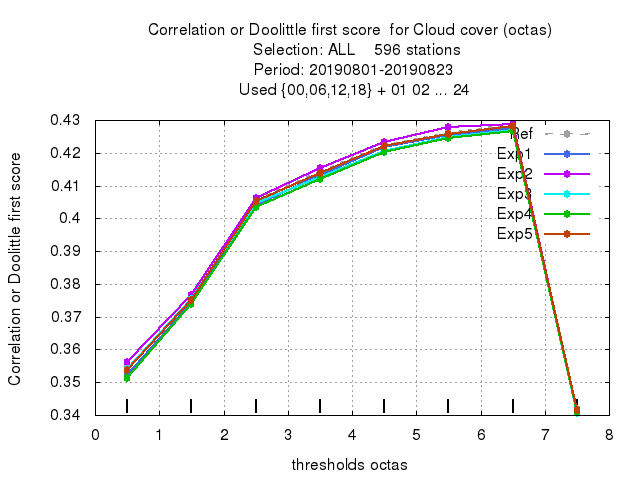 Correlation or Doolittle first score  for Cloud cover (octas)
Selection: ALL    596 stations
Period: 20190801-20190823
Used {00,06,12,18} + 01 02 ... 24
Correlation or Doolittle first score
0.43
0.42
0.41
0.4
0.39
0.38
0.37
0.36
0.35
0.34
Ref
Exp1
Exp2
Exp3
Exp4
Exp5
0 1 2 3 4 5 6 7 8
thresholds octas